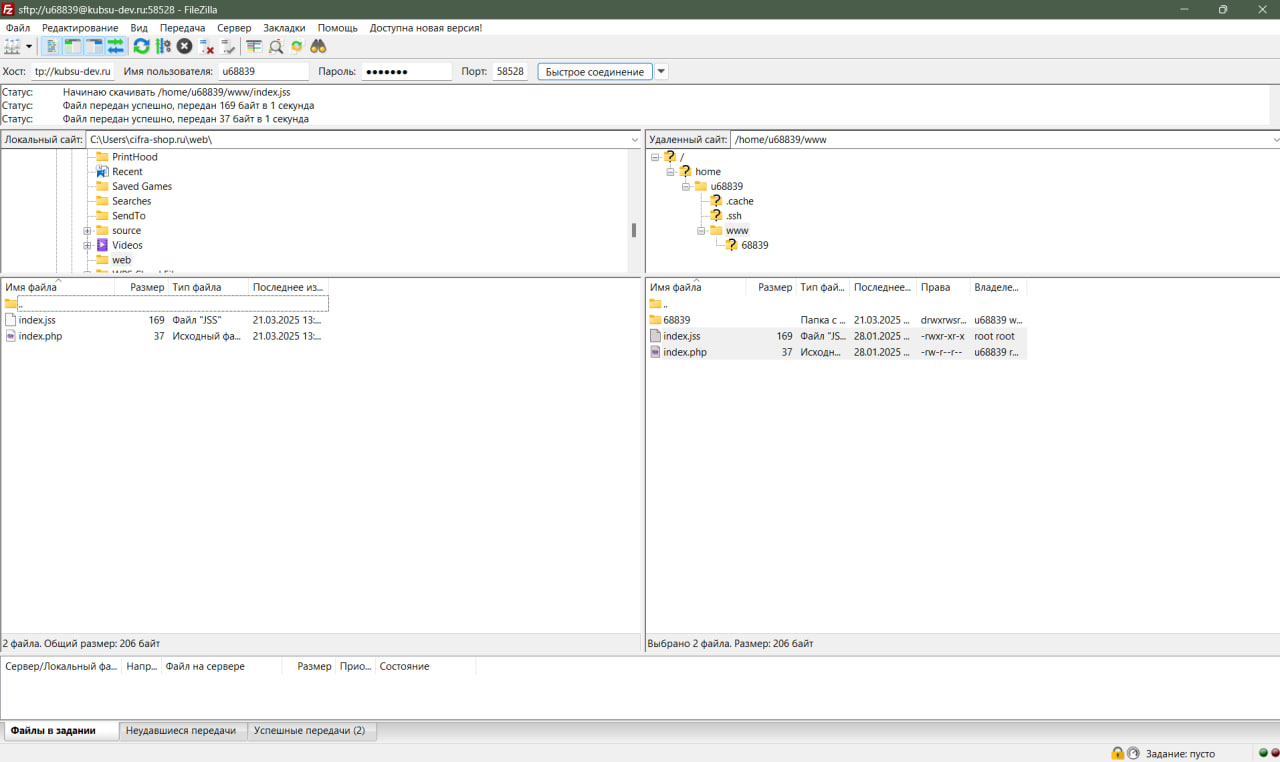 sftp://u68839@kubsu-dev.ru:58528 - FileZilla
Файл Редактирование Вид Передача Сервер Закладки Помощь Доступна новая версия!
Хост: tp://kubsu-dev.ru Имя пользователя: u68839 Пароль: ●●●●●●● Порт: 58528 Быстрое соединение
Статус: Начинаю скачивать /home/u68839/www/index.jss
Статус: Файл передан успешно, передан 169 байт в 1 секунда
Статус: Файл передан успешно, передан 37 байт в 1 секунда
Локальный сайт: C:\Users\cifra-shop.ru\web\
PrintHood
Recent
Saved Games
Searches
SendTo
source
Videos
web
Имя файла Размер Тип файла Последнее из...
..
index.jss 169 Файл "JSS" 21.03.2025 13:...
index.php 37 Исходный фа... 21.03.2025 13:...
2 файла. Общий размер: 206 байт
Удаленный сайт: /home/u68839/www
/
home
u68839
.cache
.ssh
www
68839
Имя файла Размер Тип фай... Последнее... Права Владеле...
..
68839 Папка с ... 21.03.2025 ... drwxrwsr... u68839 w...
index.jss 169 Файл "JS... 28.01.2025 ... -rwxr-xr-x root root
index.php 37 Исходн... 28.01.2025 ... -rw-r--r-- u68839 r...
Выбрано 2 файла. Размер: 206 байт
Сервер/Локальный фа... Напр... Файл на сервере Размер Прио... Состояние
Файлы в задании Неудавшиеся передачи Успешные передачи (2)
Задание: пусто